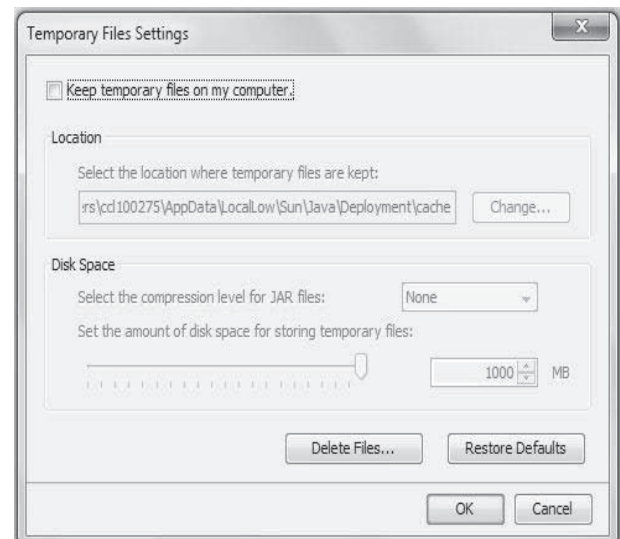 Temporary Files Settings
X
Keep temporary files on my computer.
Location
Select the location where temporary files are kept:
rs\cd100275\AppData\LocalLow\Sun\Java\Deployment\cache
Change...
Disk Space
Select the compression level for JAR files:
None
Set the amount of disk space for storing temporary files:
1000 MB
Delete Files...
Restore Defaults
OK
Cancel